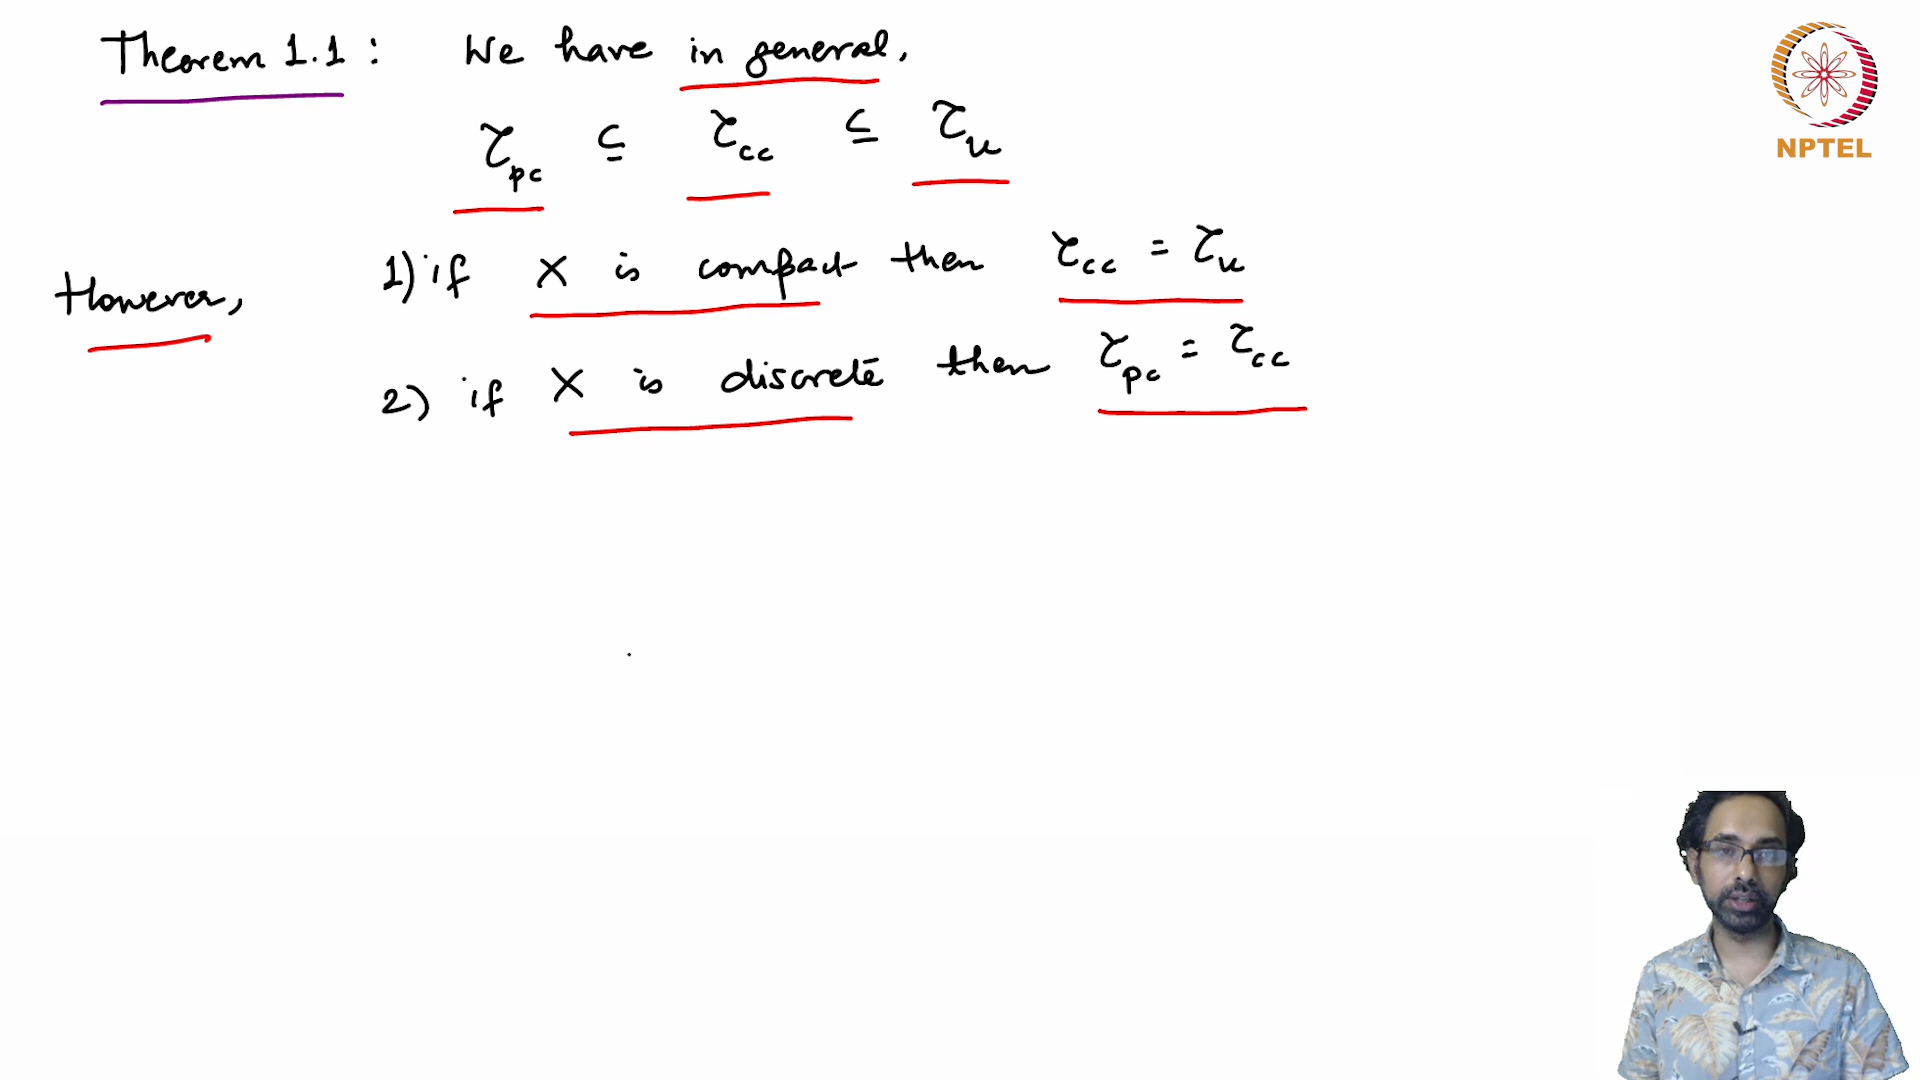 Theorem 1.1 : We have in general,
τ_pc ⊆ τ_cc ⊆ τ_u
However, 1) if X is compact then τ_cc = τ_u
2) if X is discrete then τ_pc = τ_cc
NPTEL